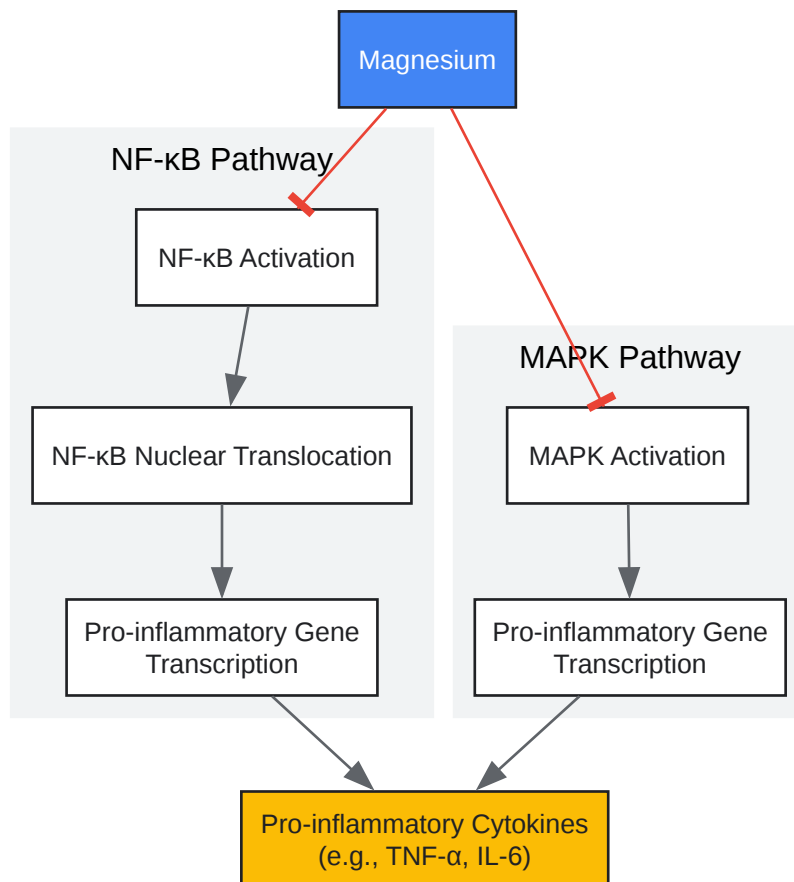 Magnesium
NF-κB Pathway
NF-κB Activation
NF-κB Nuclear Translocation
Pro-inflammatory Gene
Transcription
MAPK Pathway
MAPK Activation
Pro-inflammatory Gene
Transcription
Pro-inflammatory Cytokines
(e.g., TNF-α, IL-6)